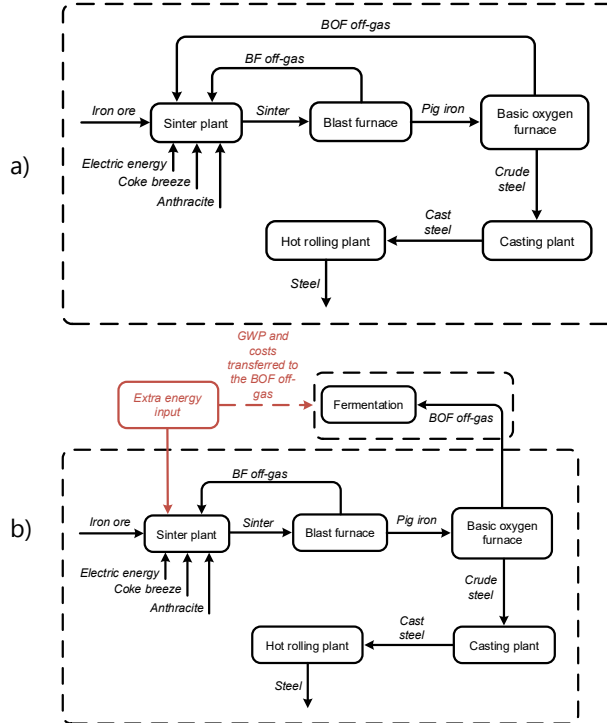 a)
BOF off-gas
BF off-gas
Iron ore
Sinter plant
Sinter
Blast furnace
Pig iron
Basic oxygen
furnace
Electric energy
Coke breeze
Anthracite
Crude
steel
Hot rolling plant
Cast
steel
Casting plant
Steel
b)
GWP and
costs
transferred to
the BOF off-
gas
Extra energy
input
Fermentation
BOF off-gas
BF off-gas
Iron ore
Sinter plant
Sinter
Blast furnace
Pig iron
Basic oxygen
furnace
Electric energy
Coke breeze
Anthracite
Crude
steel
Hot rolling plant
Cast
steel
Casting plant
Steel